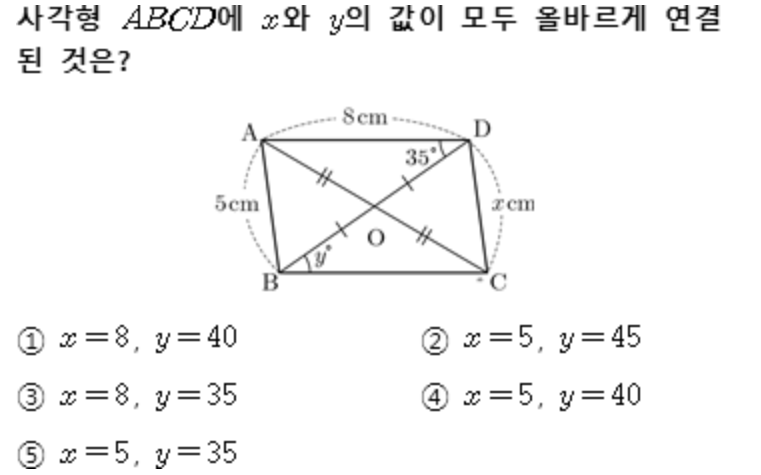 사각형 ABCD에 x와 y의 값이 모두 올바르게 연결
된 것은?
8cm
A
D
35°
5cm
xcm
O
y°
B
C
① x=8, y=40
② x=5, y=45
③ x=8, y=35
④ x=5, y=40
⑤ x=5, y=35